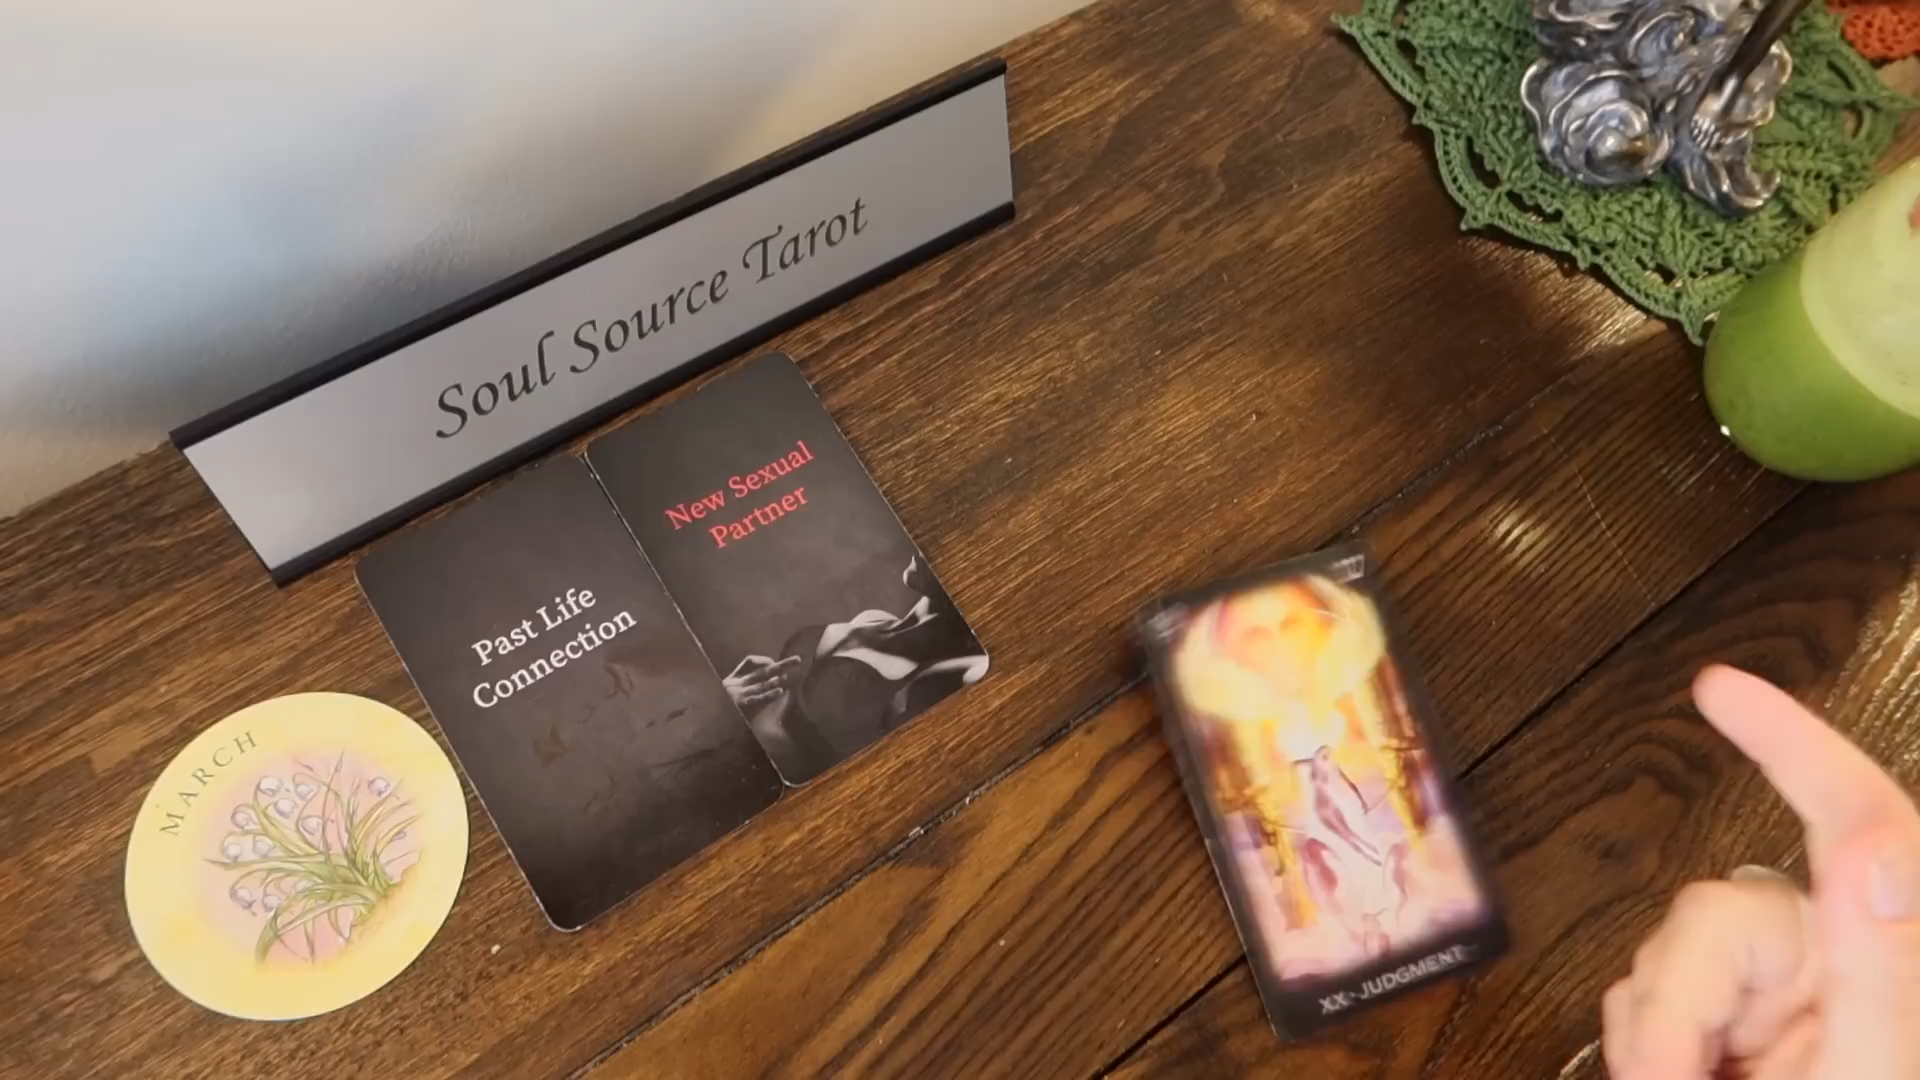 Soul Source Tarot
New Sexual
Partner
Past Life
Connection
MARCH
XX · JUDGMENT